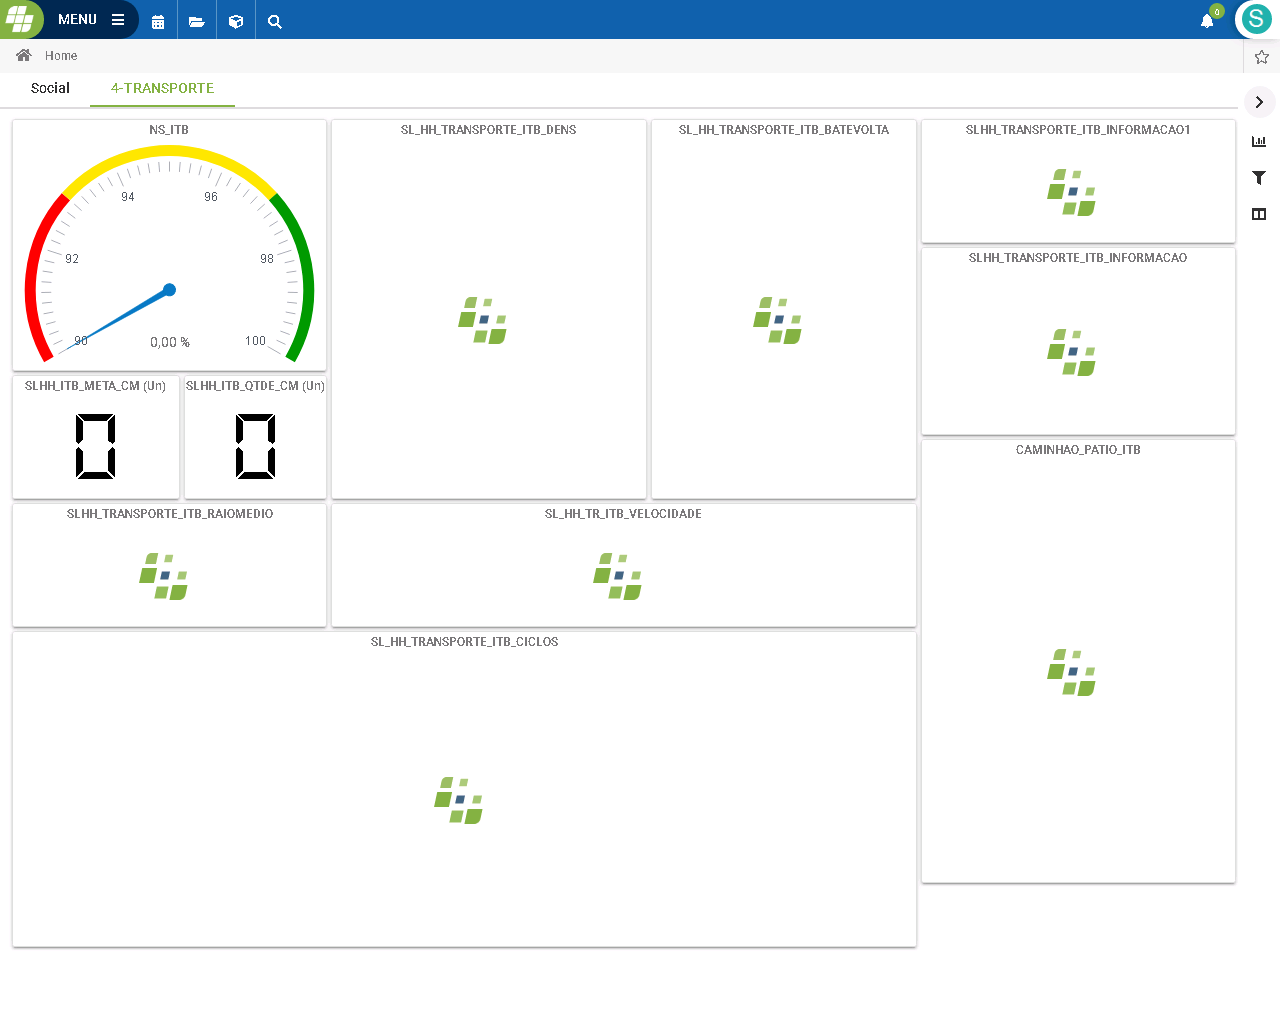 MENU
0
S
Home
Social
4-TRANSPORTE
NS_ITB
90
92
94
96
98
100
0,00 %
SL_HH_TRANSPORTE_ITB_DENS
SL_HH_TRANSPORTE_ITB_BATEVOLTA
SLHH_TRANSPORTE_ITB_INFORMACAO1
SLHH_TRANSPORTE_ITB_INFORMACAO
SLHH_ITB_META_CM (Un)
0
SLHH_ITB_QTDE_CM (Un)
0
CAMINHAO_PATIO_ITB
SLHH_TRANSPORTE_ITB_RAIOMEDIO
SL_HH_TR_ITB_VELOCIDADE
SL_HH_TRANSPORTE_ITB_CICLOS